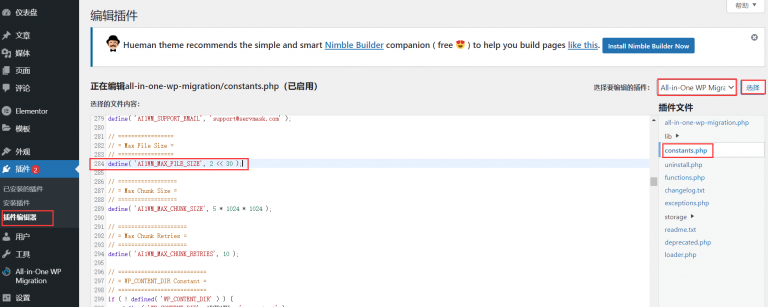 仪表盘
文章
媒体
页面
评论
Elementor
模板
外观
插件 2
已安装的插件
安装插件
插件编辑器
用户
工具
All-in-One WP
Migration
设置
帮助
编辑插件
Hueman theme recommends the simple and smart Nimble Builder companion ( free 😍 ) to help you build pages like this.
Install Nimble Builder Now
正在编辑all-in-one-wp-migration/constants.php（已启用）
选择要编辑的插件：
All-in-One WP Migra
选择
选择的文件内容：
279 define( 'AI1WM_SUPPORT_EMAIL', 'support@servmask.com' );
280
281 // =================
282 // = Max File Size =
283 // =================
284 define( 'AI1WM_MAX_FILE_SIZE', 2 << 30 );
285
286 // ==================
287 // = Max Chunk Size =
288 // ==================
289 define( 'AI1WM_MAX_CHUNK_SIZE', 5 * 1024 * 1024 );
290
291 // =====================
292 // = Max Chunk Retries =
293 // =====================
294 define( 'AI1WM_MAX_CHUNK_RETRIES', 10 );
295
296 // ===========================
297 // = WP_CONTENT_DIR Constant =
298 // ===========================
299 if ( ! defined( 'WP_CONTENT_DIR' ) ) {
插件文件
all-in-one-wp-migration.php
lib
constants.php
uninstall.php
functions.php
changelog.txt
exceptions.php
storage
readme.txt
deprecated.php
loader.php